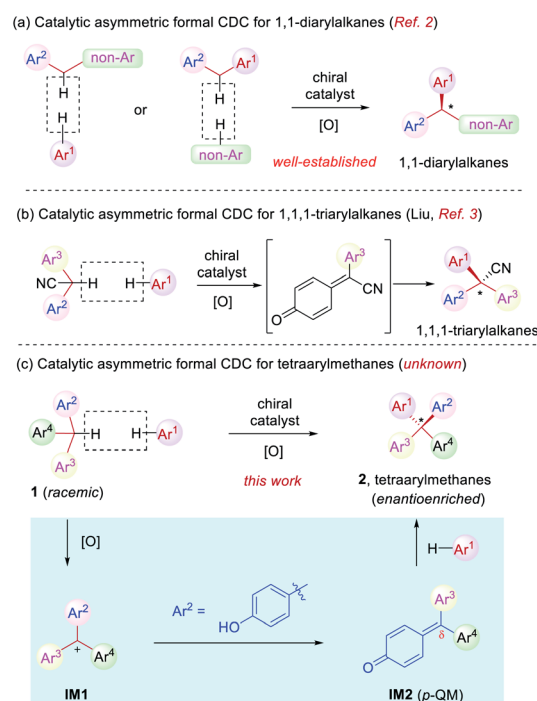 (a) Catalytic asymmetric formal CDC for 1,1-diarylalkanes (Ref. 2)
Ar² non-Ar
H
H
Ar¹
or
Ar² Ar¹
H
H
non-Ar
chiral
catalyst
[O]
well-established
Ar¹
*
Ar² non-Ar
1,1-diarylalkanes
(b) Catalytic asymmetric formal CDC for 1,1,1-triarylalkanes (Liu, Ref. 3)
Ar³
NC H H Ar¹
Ar²
chiral
catalyst
[O]
Ar³
CN
O
Ar¹ CN
Ar² * Ar³
1,1,1-triarylalkanes
(c) Catalytic asymmetric formal CDC for tetraarylmethanes (unknown)
Ar²
Ar⁴ H H Ar¹
Ar³
1 (racemic)
chiral
catalyst
[O]
this work
Ar¹ * Ar²
Ar³ Ar⁴
2, tetraarylmethanes
(enantioenriched)
[O]
H Ar¹
Ar²
Ar³ + Ar⁴
IM1
Ar² =
HO
Ar³
Ar⁴
δ
O
IM2 (p-QM)